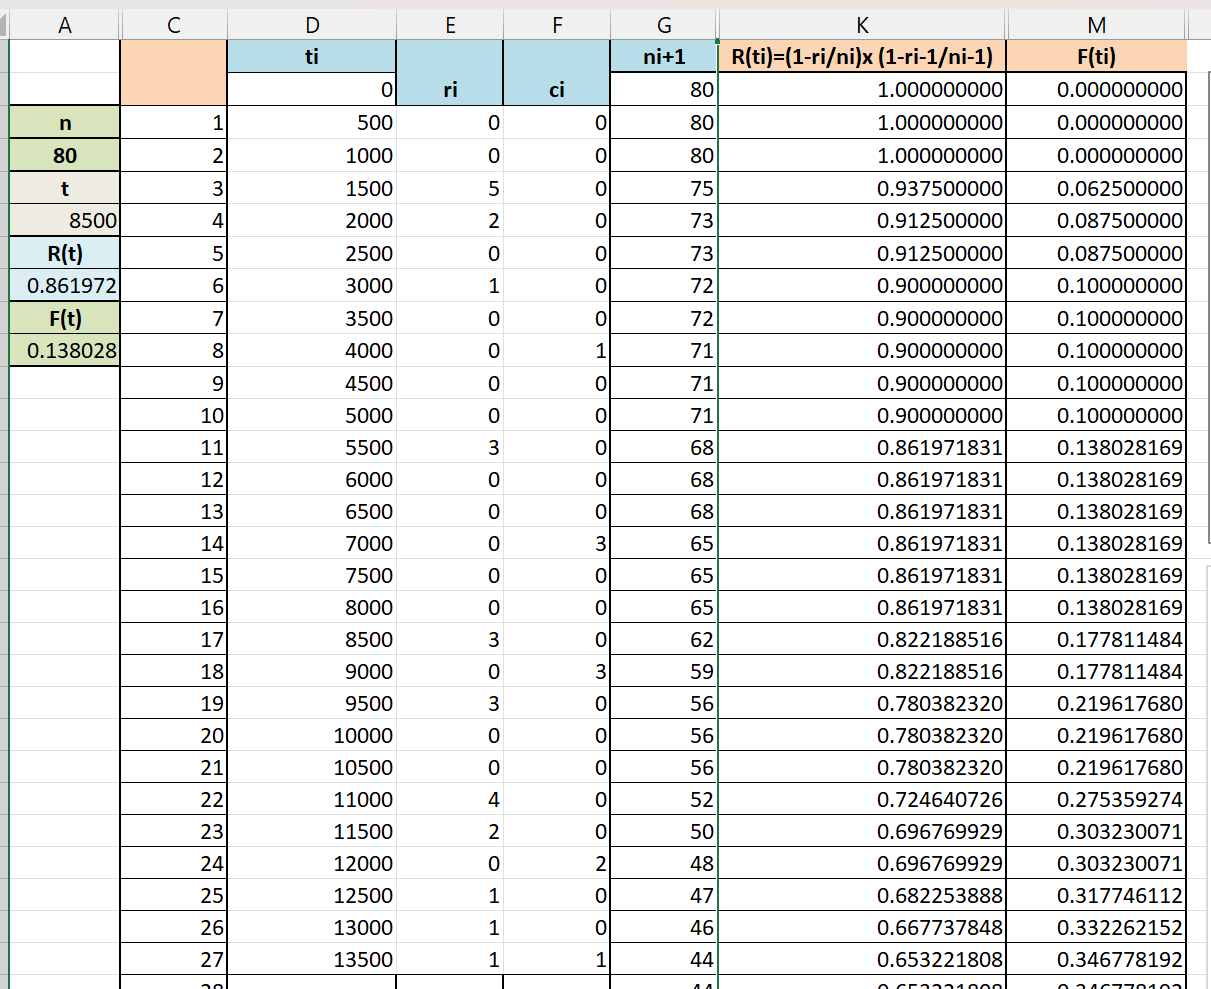 A C D E F G K M
ti ni+1 R(ti)=(1-ri/ni)x (1-ri-1/ni-1) F(ti)
0 ri ci 80 1.000000000 0.000000000
n 1 500 0 0 80 1.000000000 0.000000000
80 2 1000 0 0 80 1.000000000 0.000000000
t 3 1500 5 0 75 0.937500000 0.062500000
8500 4 2000 2 0 73 0.912500000 0.087500000
R(t) 5 2500 0 0 73 0.912500000 0.087500000
0.861972 6 3000 1 0 72 0.900000000 0.100000000
F(t) 7 3500 0 0 72 0.900000000 0.100000000
0.138028 8 4000 0 1 71 0.900000000 0.100000000
9 4500 0 0 71 0.900000000 0.100000000
10 5000 0 0 71 0.900000000 0.100000000
11 5500 3 0 68 0.861971831 0.138028169
12 6000 0 0 68 0.861971831 0.138028169
13 6500 0 0 68 0.861971831 0.138028169
14 7000 0 3 65 0.861971831 0.138028169
15 7500 0 0 65 0.861971831 0.138028169
16 8000 0 0 65 0.861971831 0.138028169
17 8500 3 0 62 0.822188516 0.177811484
18 9000 0 3 59 0.822188516 0.177811484
19 9500 3 0 56 0.780382320 0.219617680
20 10000 0 0 56 0.780382320 0.219617680
21 10500 0 0 56 0.780382320 0.219617680
22 11000 4 0 52 0.724640726 0.275359274
23 11500 2 0 50 0.696769929 0.303230071
24 12000 0 2 48 0.696769929 0.303230071
25 12500 1 0 47 0.682253888 0.317746112
26 13000 1 0 46 0.667737848 0.332262152
27 13500 1 1 44 0.653221808 0.346778192